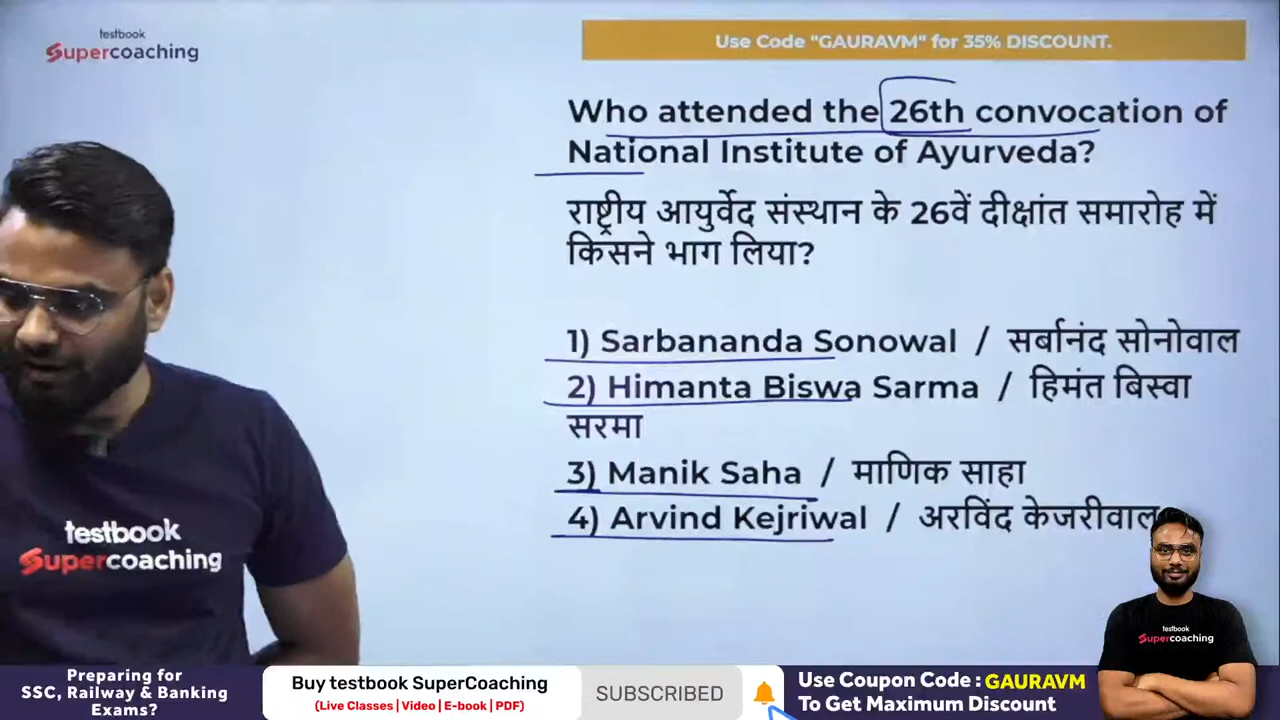 testbook
Supercoaching
Use Code "GAURAVM" for 35% DISCOUNT.
Who attended the 26th convocation of
National Institute of Ayurveda?
राष्ट्रीय आयुर्वेद संस्थान के 26वें दीक्षांत समारोह में
किसने भाग लिया?
1) Sarbananda Sonowal / सर्बानंद सोनोवाल
2) Himanta Biswa Sarma / हिमंत बिस्वा
सरमा
3) Manik Saha / माणिक साहा
4) Arvind Kejriwal / अरविंद केजरीवाल
testbook
Supercoaching
testbook
Supercoaching
Preparing for
SSC, Railway & Banking
Exams?
Buy testbook SuperCoaching
(Live Classes | Video | E-book | PDF)
SUBSCRIBED
Use Coupon Code : GAURAVM
To Get Maximum Discount